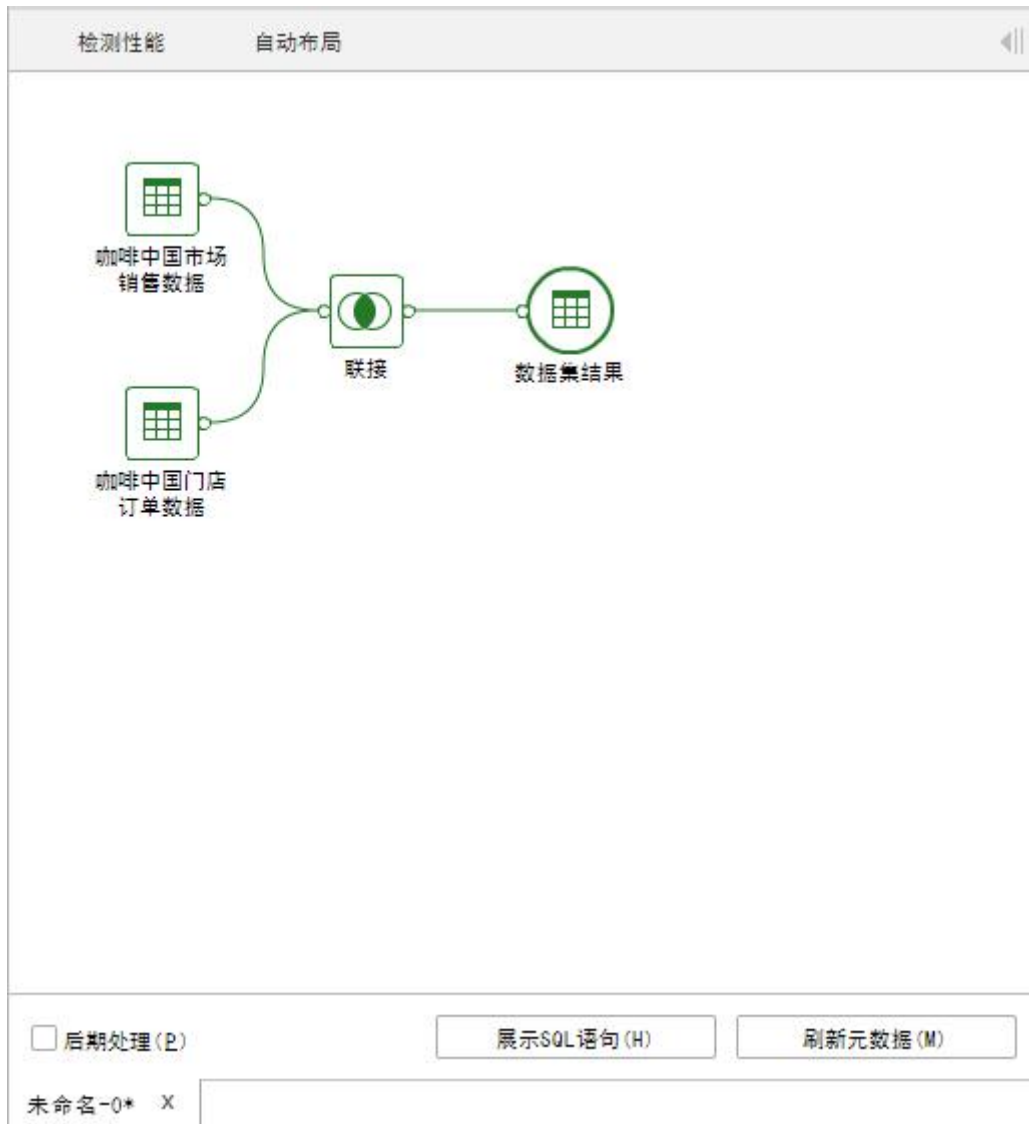 检测性能 自动布局
咖啡中国市场
销售数据
联接
数据集结果
咖啡中国门店
订单数据
后期处理(P) 展示SQL语句(H) 刷新元数据(M)
未命名-0* X